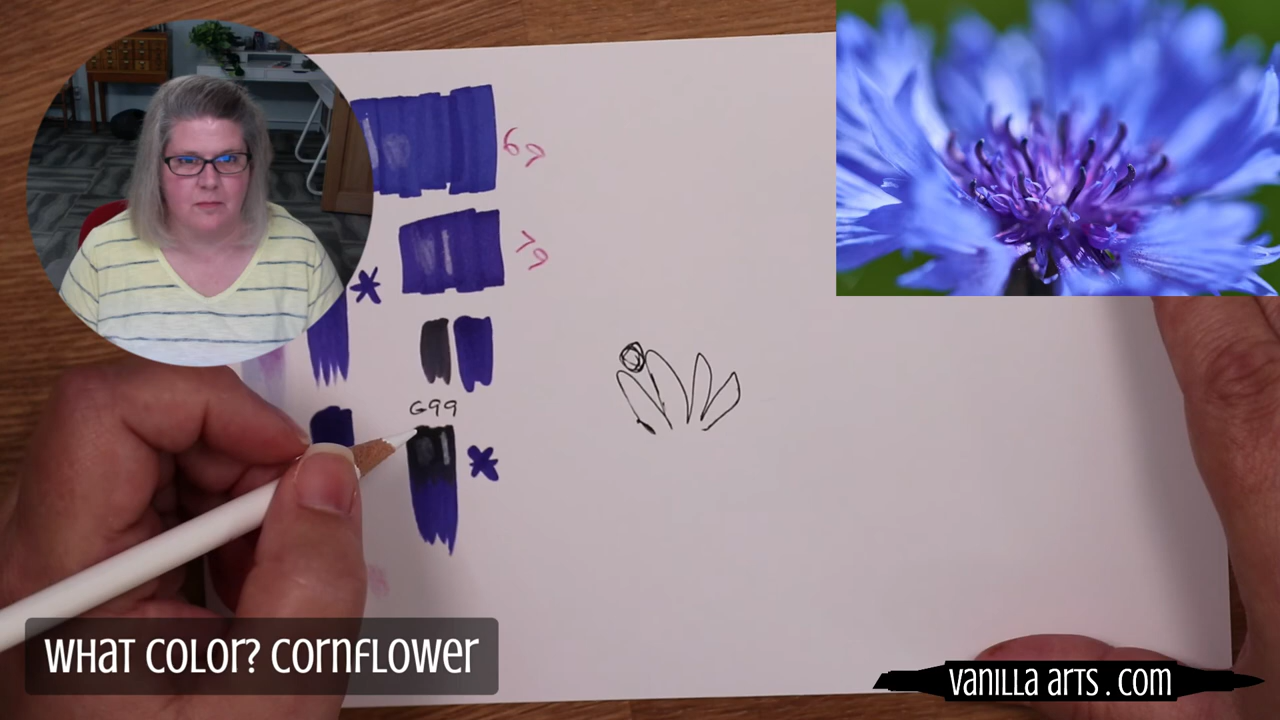 69
79
G99
WHAT COLOR? CORNFLOWER
VANILLA ARTS . COM